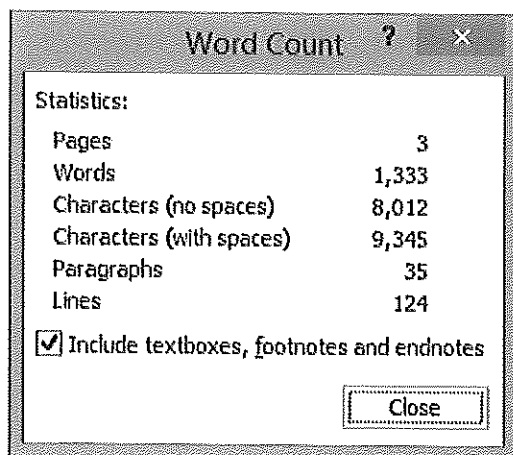 Word Count ? ×
Statistics:
Pages 3
Words 1,333
Characters (no spaces) 8,012
Characters (with spaces) 9,345
Paragraphs 35
Lines 124
Include textboxes, footnotes and endnotes
Close